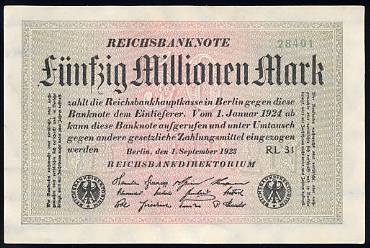 REICHSBANKNOTE
28401
Fünfzig Millionen Mark
zahlt die Reichsbankhauptkasse in Berlin gegen diese
Banknote dem Einlieferer. Vom 1. Januar 1924 ab
kann diese Banknote aufgerufen und unter Umtausch
gegen andere gesetzliche Zahlungsmittel eingezogen
werden
RL 31
Berlin, den 1. September 1923
REICHSBANKDIREKTORIUM